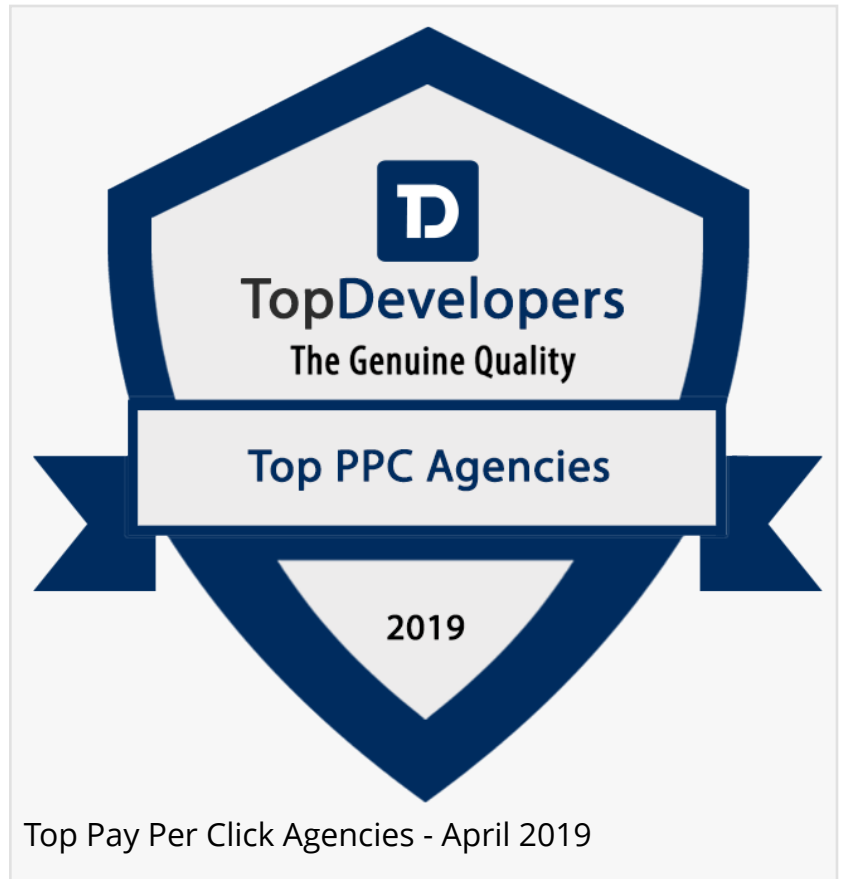 TD
TopDevelopers
The Genuine Quality
Top PPC Agencies
2019
Top Pay Per Click Agencies - April 2019